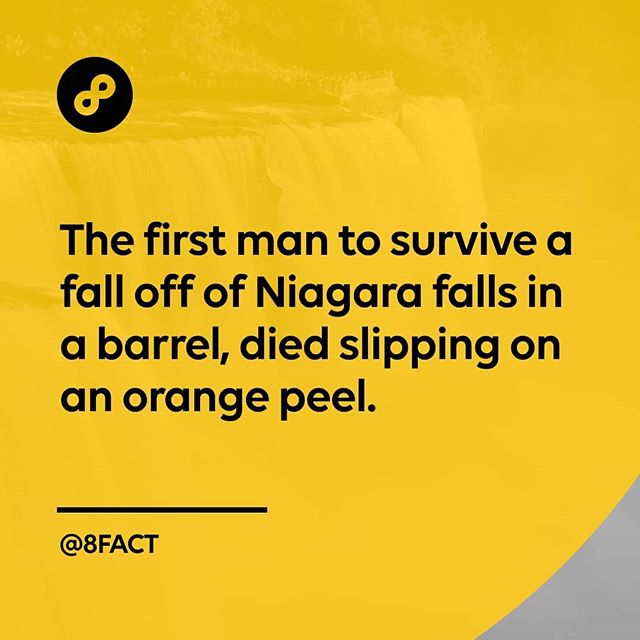 The first man to survive a
fall off of Niagara falls in
a barrel, died slipping on
an orange peel.
@8FACT